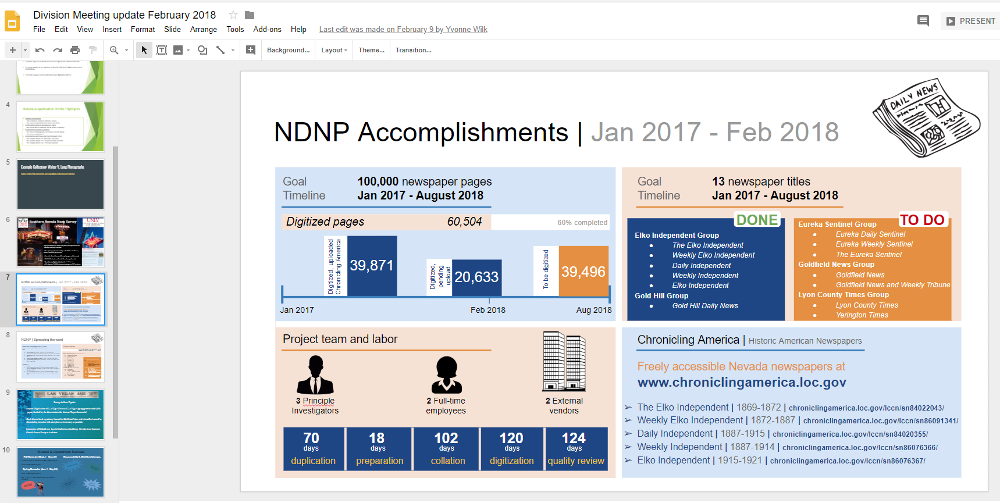 Division Meeting update February 2018
File Edit View Insert Format Slide Arrange Tools Add-ons Help Last edit was made on February 9 by Yvonne Wilk
PRESENT
Background... Layout Theme... Transition...
4
Metadata Application Profile Highlights
5
Example Collection: Walter V. Long Photographs
6
Southern Nevada Neon Survey
UNLV
7
NDNP Accomplishments | Jan 2017 - Feb 2018
8
NDNP | Spreading the word
9
LAS VEGAS AGE
10
Student & Department Success
DAILY NEWS
NDNP Accomplishments | Jan 2017 - Feb 2018
Goal 100,000 newspaper pages
Timeline Jan 2017 - August 2018
Digitized pages 60,504 60% completed
Digitized, uploaded
Chronicling America
39,871
Digitized,
pending
upload
20,633
To be digitized
39,496
Jan 2017 Feb 2018 Aug 2018
Goal 13 newspaper titles
Timeline Jan 2017 - August 2018
DONE
Elko Independent Group
● The Elko Independent
● Weekly Elko Independent
● Daily Independent
● Weekly Independent
● Elko Independent
Gold Hill Group
● Gold Hill Daily News
TO DO
Eureka Sentinel Group
● Eureka Daily Sentinel
● Eureka Weekly Sentinel
● The Eureka Sentinel
Goldfield News Group
● Goldfield News
● Goldfield News and Weekly Tribune
Lyon County Times Group
● Lyon County Times
● Yerington Times
Project team and labor
3 Principle
Investigators
2 Full-time
employees
2 External
vendors
70
days
duplication
18
days
preparation
102
days
collation
120
days
digitization
124
days
quality review
Chronicling America | Historic American Newspapers
Freely accessible Nevada newspapers at
www.chroniclingamerica.loc.gov
➢ The Elko Independent | 1869-1872 | chroniclingamerica.loc.gov/lccn/sn84022043/
➢ Weekly Elko Independent | 1872-1887 | chroniclingamerica.loc.gov/lccn/sn86091341/
➢ Daily Independent | 1887-1915 | chroniclingamerica.loc.gov/lccn/sn84020355/
➢ Weekly Independent | 1887-1914 | chroniclingamerica.loc.gov/lccn/sn86076366/
➢ Elko Independent | 1915-1921 | chroniclingamerica.loc.gov/lccn/sn86076367/